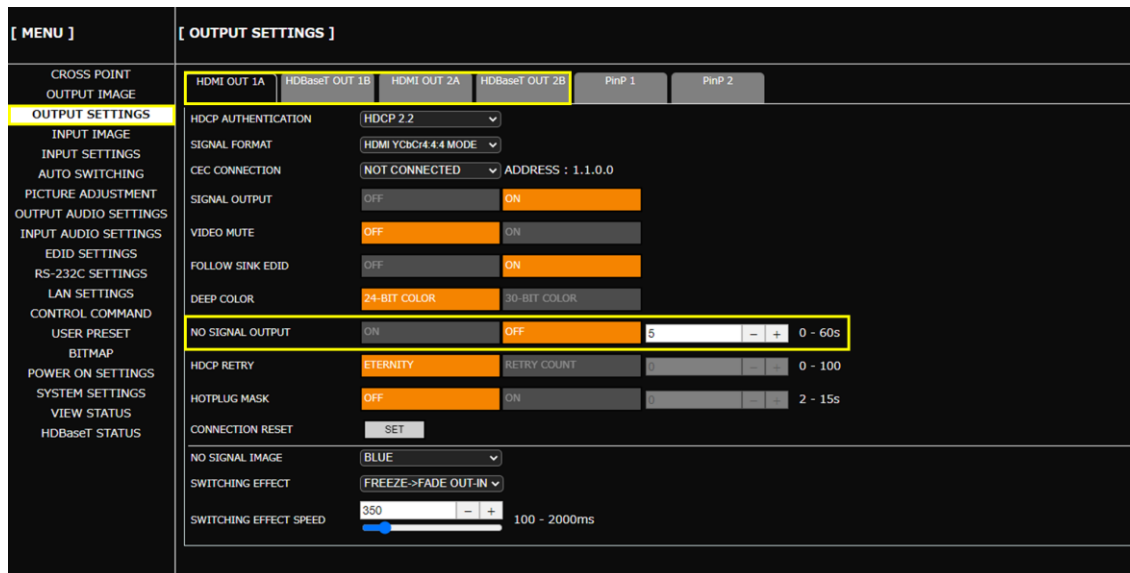 [ MENU ]
[ OUTPUT SETTINGS ]
CROSS POINT
OUTPUT IMAGE
OUTPUT SETTINGS
INPUT IMAGE
INPUT SETTINGS
AUTO SWITCHING
PICTURE ADJUSTMENT
OUTPUT AUDIO SETTINGS
INPUT AUDIO SETTINGS
EDID SETTINGS
RS-232C SETTINGS
LAN SETTINGS
CONTROL COMMAND
USER PRESET
BITMAP
POWER ON SETTINGS
SYSTEM SETTINGS
VIEW STATUS
HDBaseT STATUS
HDMI OUT 1A HDBaseT OUT 1B HDMI OUT 2A HDBaseT OUT 2B PinP 1 PinP 2
HDCP AUTHENTICATION HDCP 2.2
SIGNAL FORMAT HDMI YCbCr4:4:4 MODE
CEC CONNECTION NOT CONNECTED ADDRESS : 1.1.0.0
SIGNAL OUTPUT OFF ON
VIDEO MUTE OFF ON
FOLLOW SINK EDID OFF ON
DEEP COLOR 24-BIT COLOR 30-BIT COLOR
NO SIGNAL OUTPUT ON OFF 5 - + 0 - 60s
HDCP RETRY ETERNITY RETRY COUNT 0 - + 0 - 100
HOTPLUG MASK OFF ON 0 - + 2 - 15s
CONNECTION RESET SET
NO SIGNAL IMAGE BLUE
SWITCHING EFFECT FREEZE->FADE OUT-IN
SWITCHING EFFECT SPEED 350 - + 100 - 2000ms